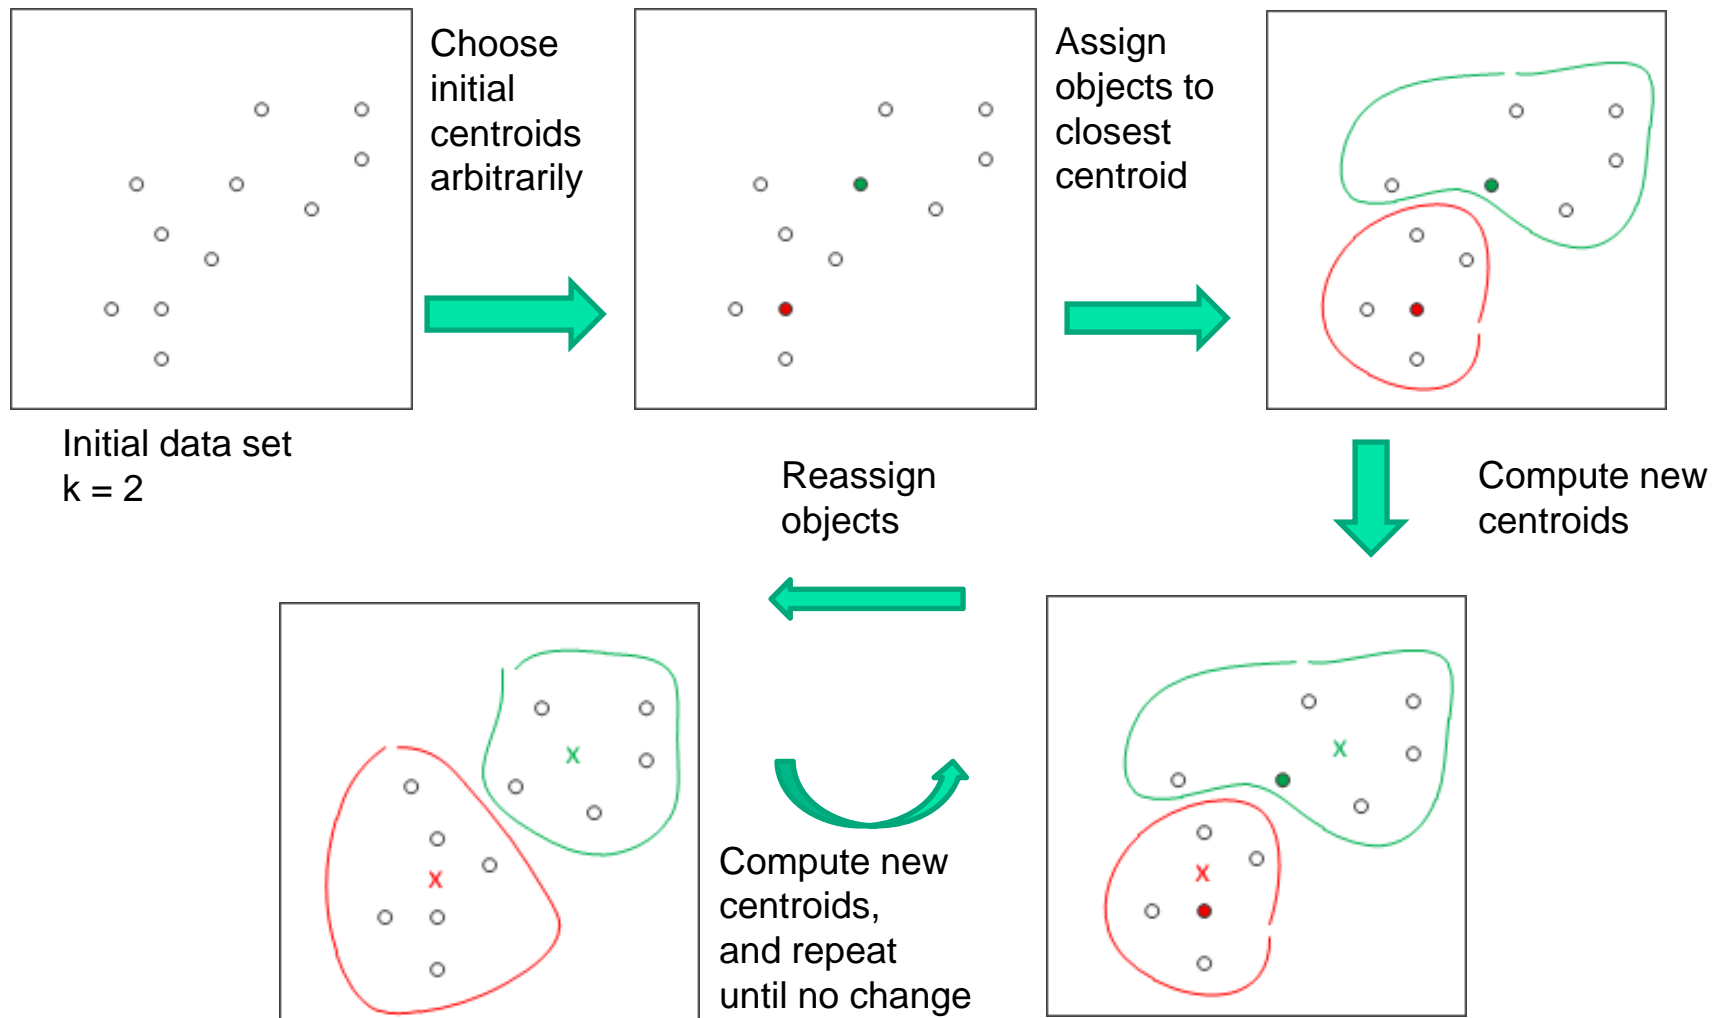 Choose
initial
centroids
arbitrarily
Assign
objects to
closest
centroid
Initial data set
k = 2
Compute new
centroids
Reassign
objects
X
X
Compute new
centroids,
and repeat
until no change
X
X